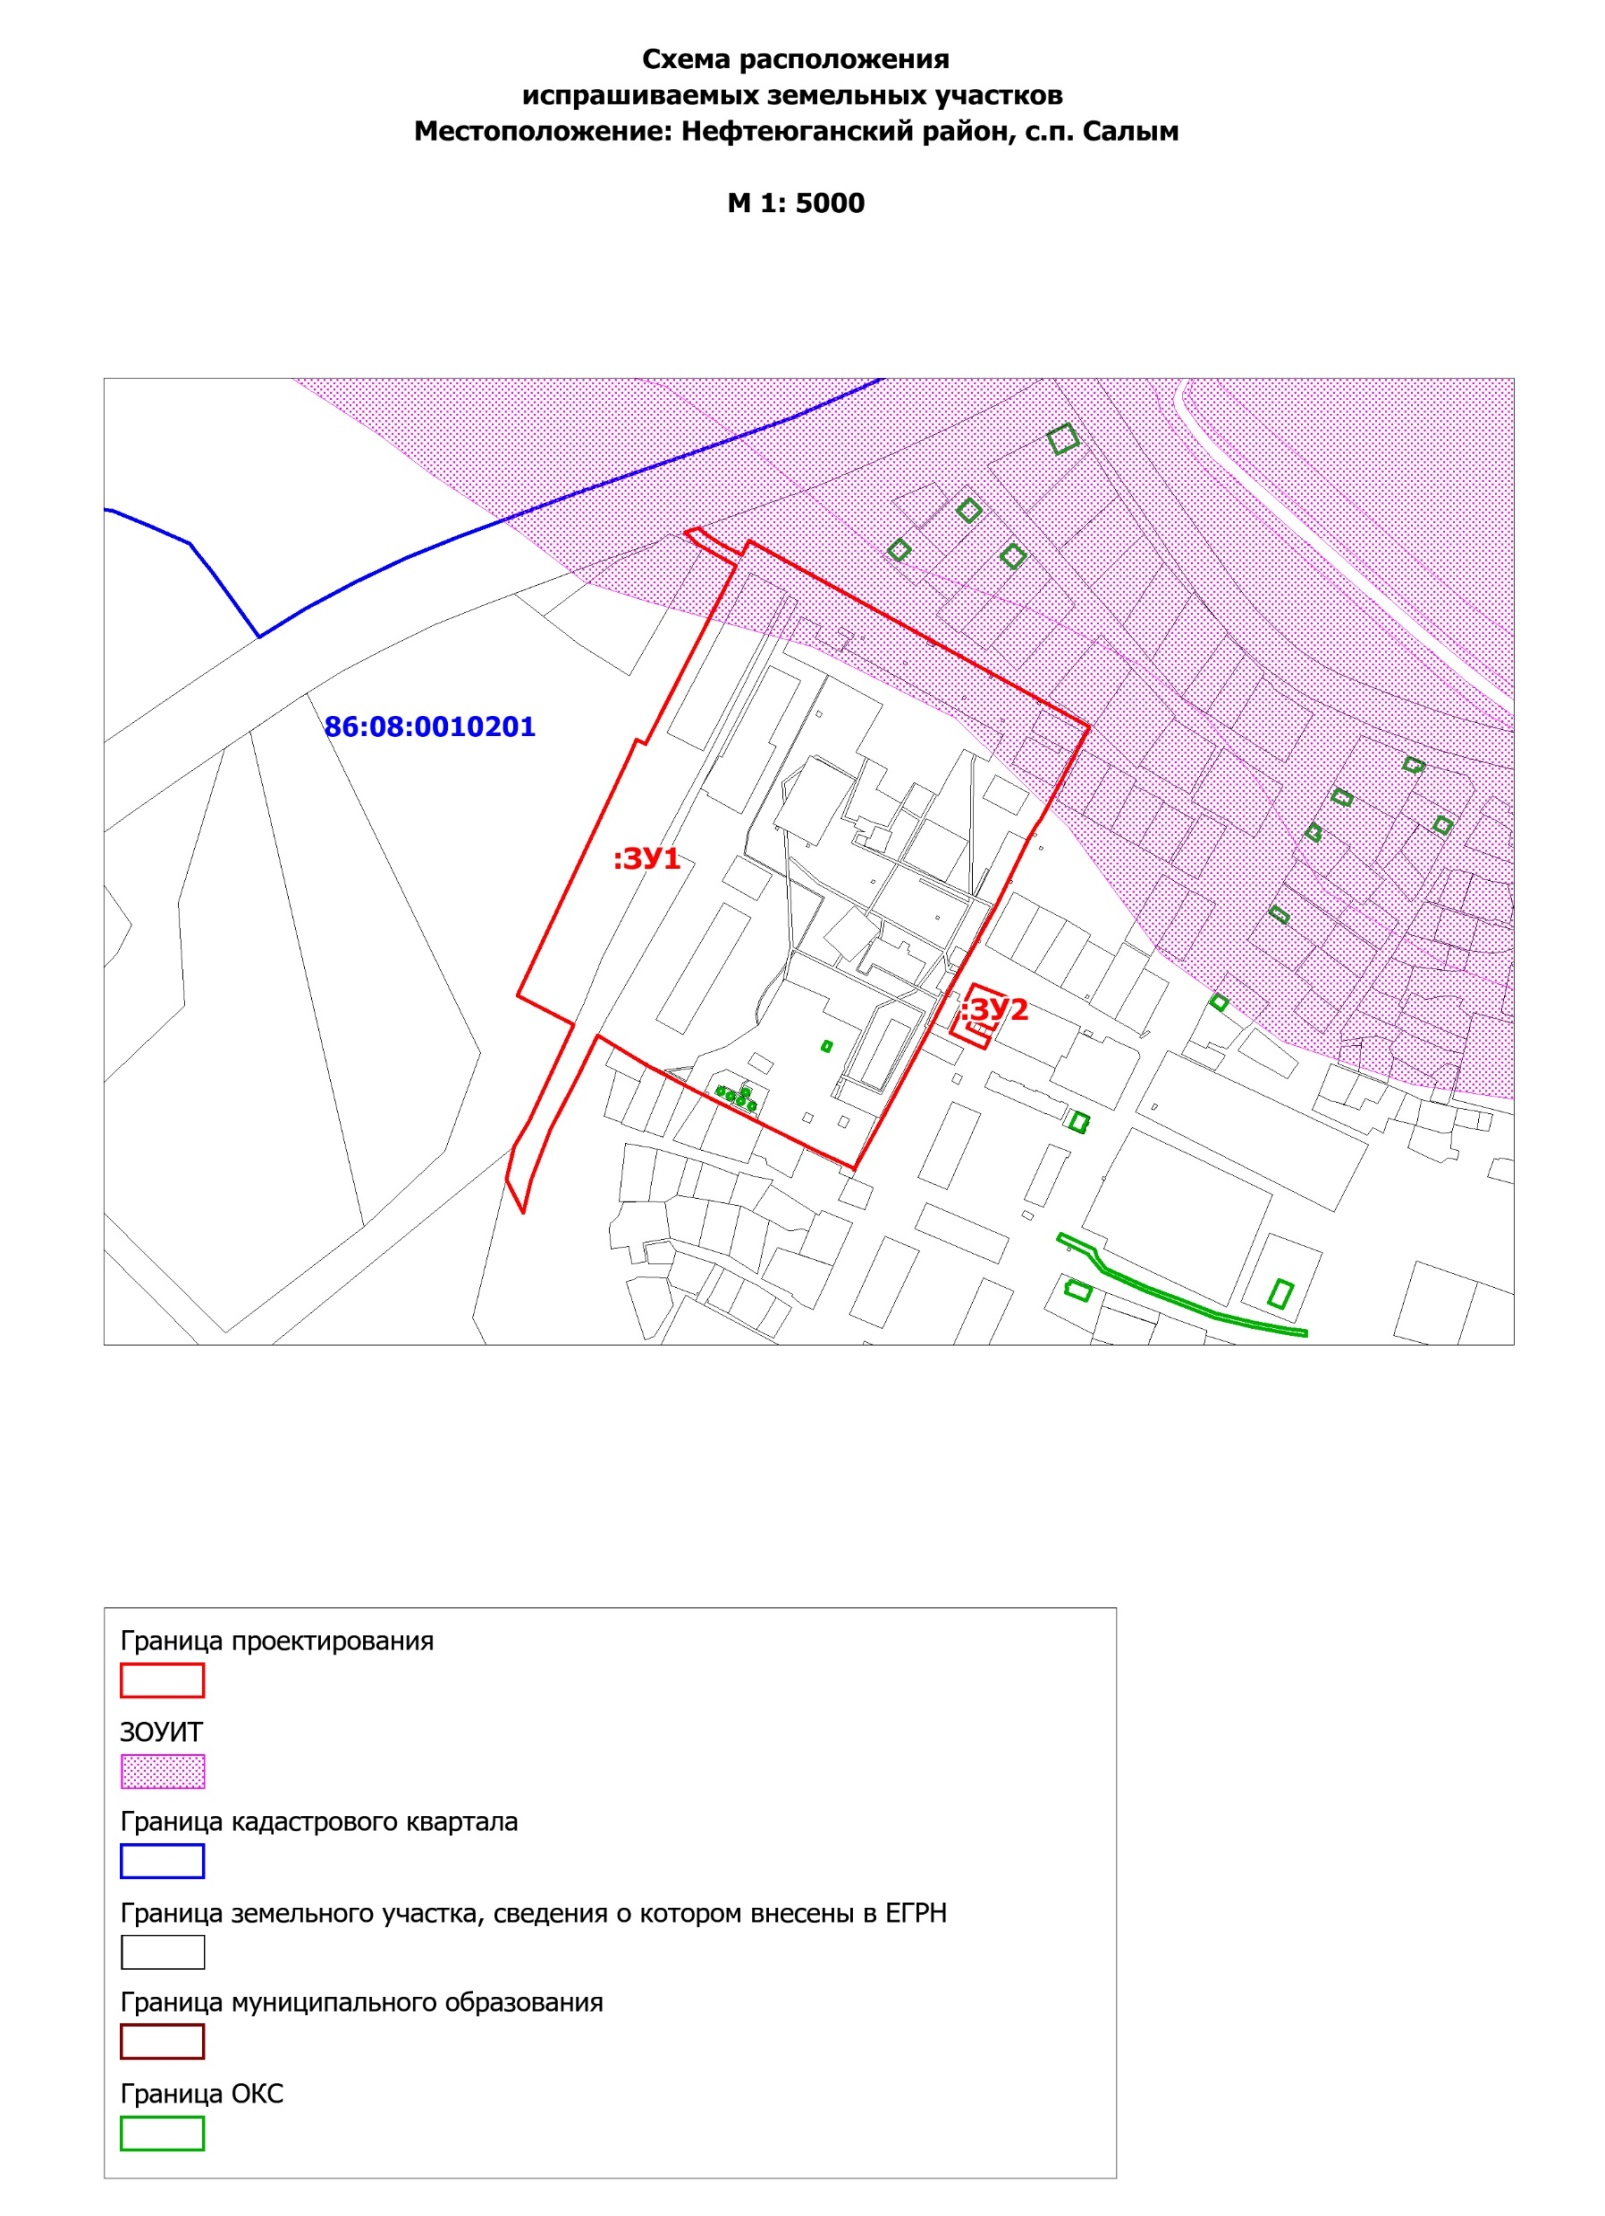 Схема расположения
испрашиваемых земельных участков
Местоположение: Нефтеюганский район, с.п. Салым
М 1: 5000
86:08:0010201
:ЗУ1
:ЗУ2
Граница проектирования
ЗОУИТ
Граница кадастрового квартала
Граница земельного участка, сведения о котором внесены в ЕГРН
Граница муниципального образования
Граница ОКС